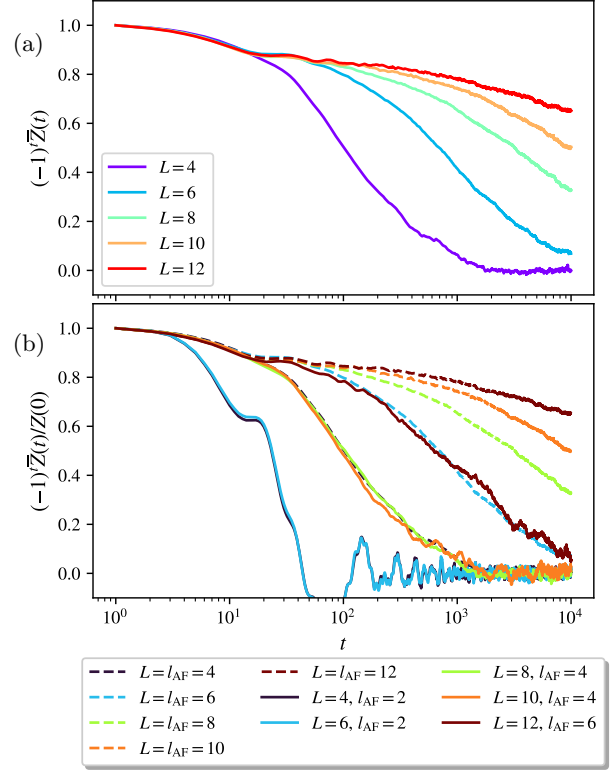 (a)
(−1)^t Z̅(t)
1.0
0.8
0.6
0.4
0.2
0.0
L = 4
L = 6
L = 8
L = 10
L = 12
(b)
(−1)^t Z̅(t)/Z(0)
1.0
0.8
0.6
0.4
0.2
0.0
10^0 10^1 10^2 10^3 10^4
t
L = l_AF = 4
L = l_AF = 6
L = l_AF = 8
L = l_AF = 10
L = l_AF = 12
L = 4, l_AF = 2
L = 6, l_AF = 2
L = 8, l_AF = 4
L = 10, l_AF = 4
L = 12, l_AF = 6